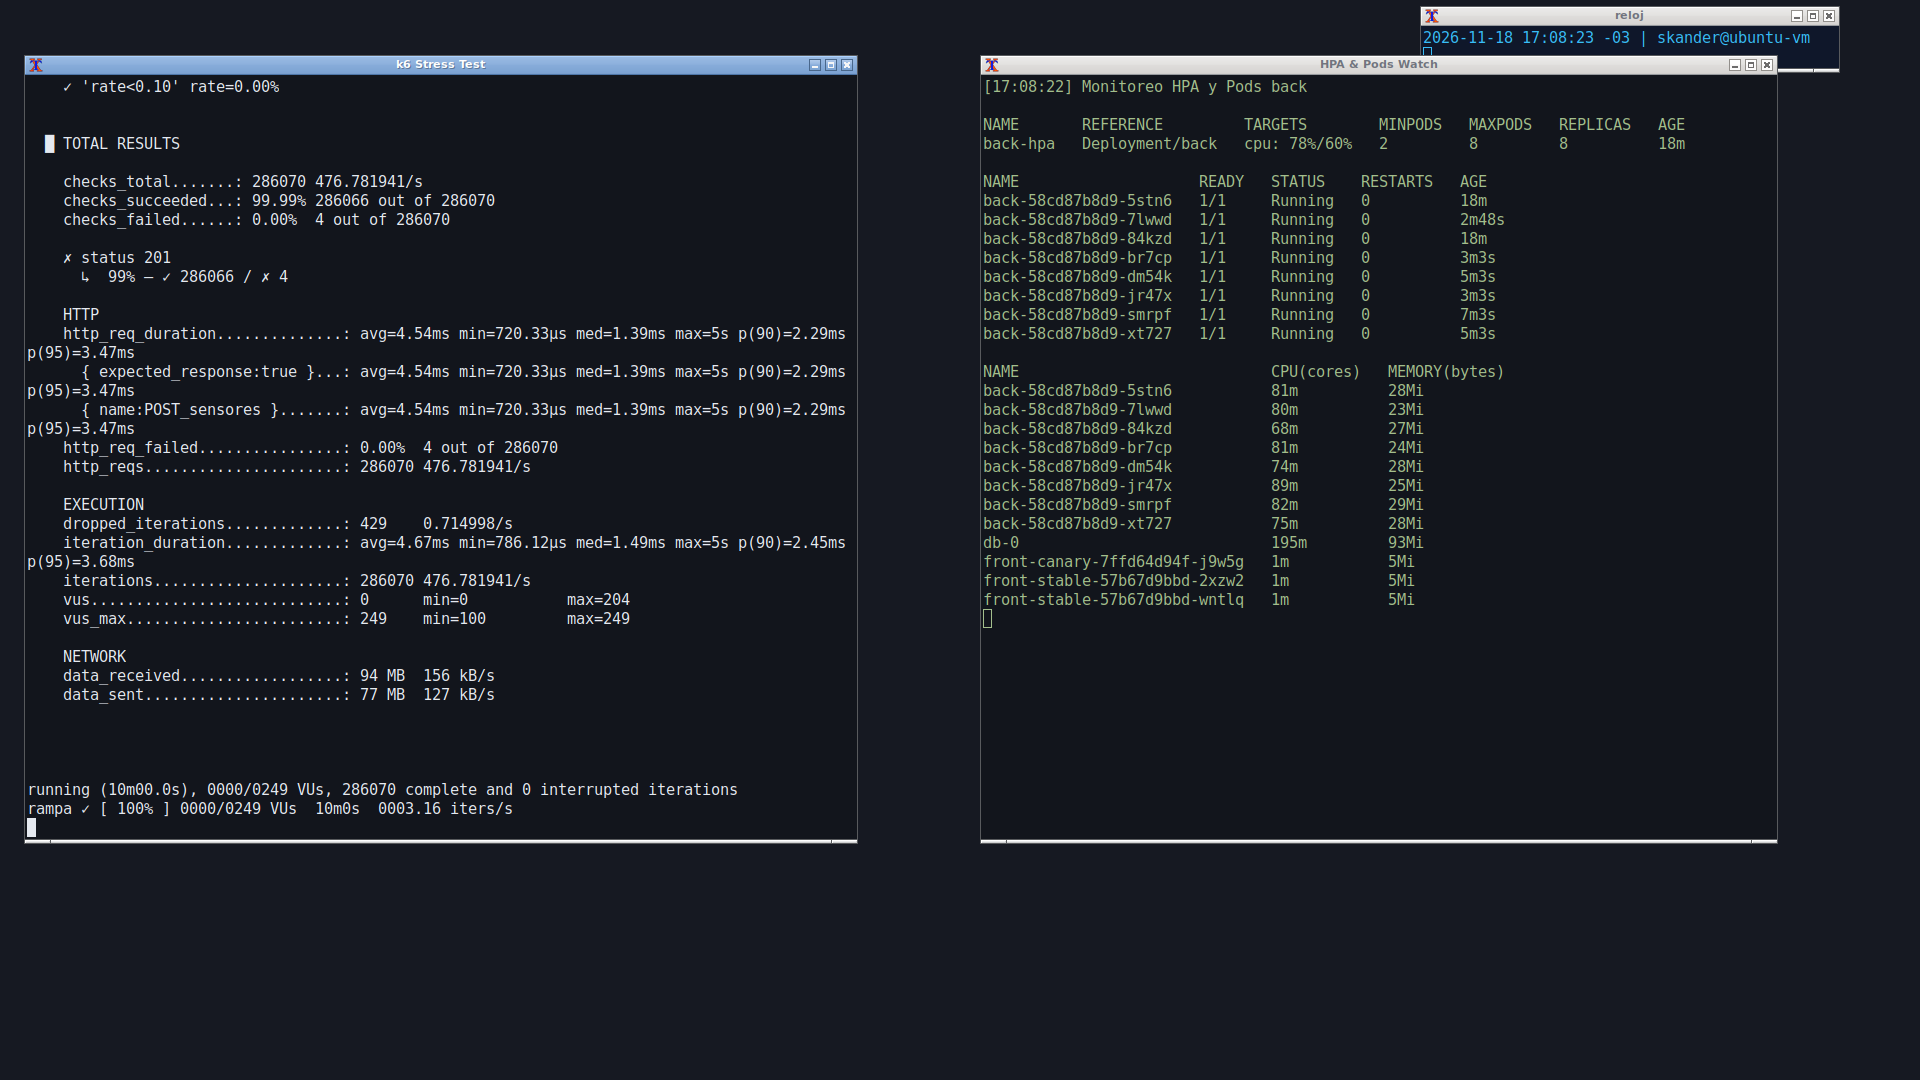 reloj
2026-11-18 17:08:23 -03 | skander@ubuntu-vm
k6 Stress Test
✓ 'rate<0.10' rate=0.00%
█ TOTAL RESULTS
checks_total.......: 286070 476.781941/s
checks_succeeded...: 99.99% 286066 out of 286070
checks_failed......: 0.00%  4 out of 286070
✗ status 201
↳  99% — ✓ 286066 / ✗ 4
HTTP
http_req_duration..............: avg=4.54ms min=720.33µs med=1.39ms max=5s p(90)=2.29ms
p(95)=3.47ms
{ expected_response:true }...: avg=4.54ms min=720.33µs med=1.39ms max=5s p(90)=2.29ms
p(95)=3.47ms
{ name:POST_sensores }.......: avg=4.54ms min=720.33µs med=1.39ms max=5s p(90)=2.29ms
p(95)=3.47ms
http_req_failed................: 0.00%  4 out of 286070
http_reqs......................: 286070 476.781941/s
EXECUTION
dropped_iterations.............: 429    0.714998/s
iteration_duration.............: avg=4.67ms min=786.12µs med=1.49ms max=5s p(90)=2.45ms
p(95)=3.68ms
iterations.....................: 286070 476.781941/s
vus............................: 0      min=0           max=204
vus_max........................: 249    min=100         max=249
NETWORK
data_received..................: 94 MB  156 kB/s
data_sent......................: 77 MB  127 kB/s
running (10m00.0s), 0000/0249 VUs, 286070 complete and 0 interrupted iterations
rampa ✓ [ 100% ] 0000/0249 VUs  10m0s  0003.16 iters/s
HPA & Pods Watch
[17:08:22] Monitoreo HPA y Pods back
NAME       REFERENCE         TARGETS        MINPODS   MAXPODS   REPLICAS   AGE
back-hpa   Deployment/back   cpu: 78%/60%   2         8         8          18m
NAME                    READY   STATUS    RESTARTS   AGE
back-58cd87b8d9-5stn6   1/1     Running   0          18m
back-58cd87b8d9-7lwwd   1/1     Running   0          2m48s
back-58cd87b8d9-84kzd   1/1     Running   0          18m
back-58cd87b8d9-br7cp   1/1     Running   0          3m3s
back-58cd87b8d9-dm54k   1/1     Running   0          5m3s
back-58cd87b8d9-jr47x   1/1     Running   0          3m3s
back-58cd87b8d9-smrpf   1/1     Running   0          7m3s
back-58cd87b8d9-xt727   1/1     Running   0          5m3s
NAME                            CPU(cores)   MEMORY(bytes)
back-58cd87b8d9-5stn6           81m          28Mi
back-58cd87b8d9-7lwwd           80m          23Mi
back-58cd87b8d9-84kzd           68m          27Mi
back-58cd87b8d9-br7cp           81m          24Mi
back-58cd87b8d9-dm54k           74m          28Mi
back-58cd87b8d9-jr47x           89m          25Mi
back-58cd87b8d9-smrpf           82m          29Mi
back-58cd87b8d9-xt727           75m          28Mi
db-0                            195m         93Mi
front-canary-7ffd64d94f-j9w5g   1m           5Mi
front-stable-57b67d9bbd-2xzw2   1m           5Mi
front-stable-57b67d9bbd-wntlq   1m           5Mi